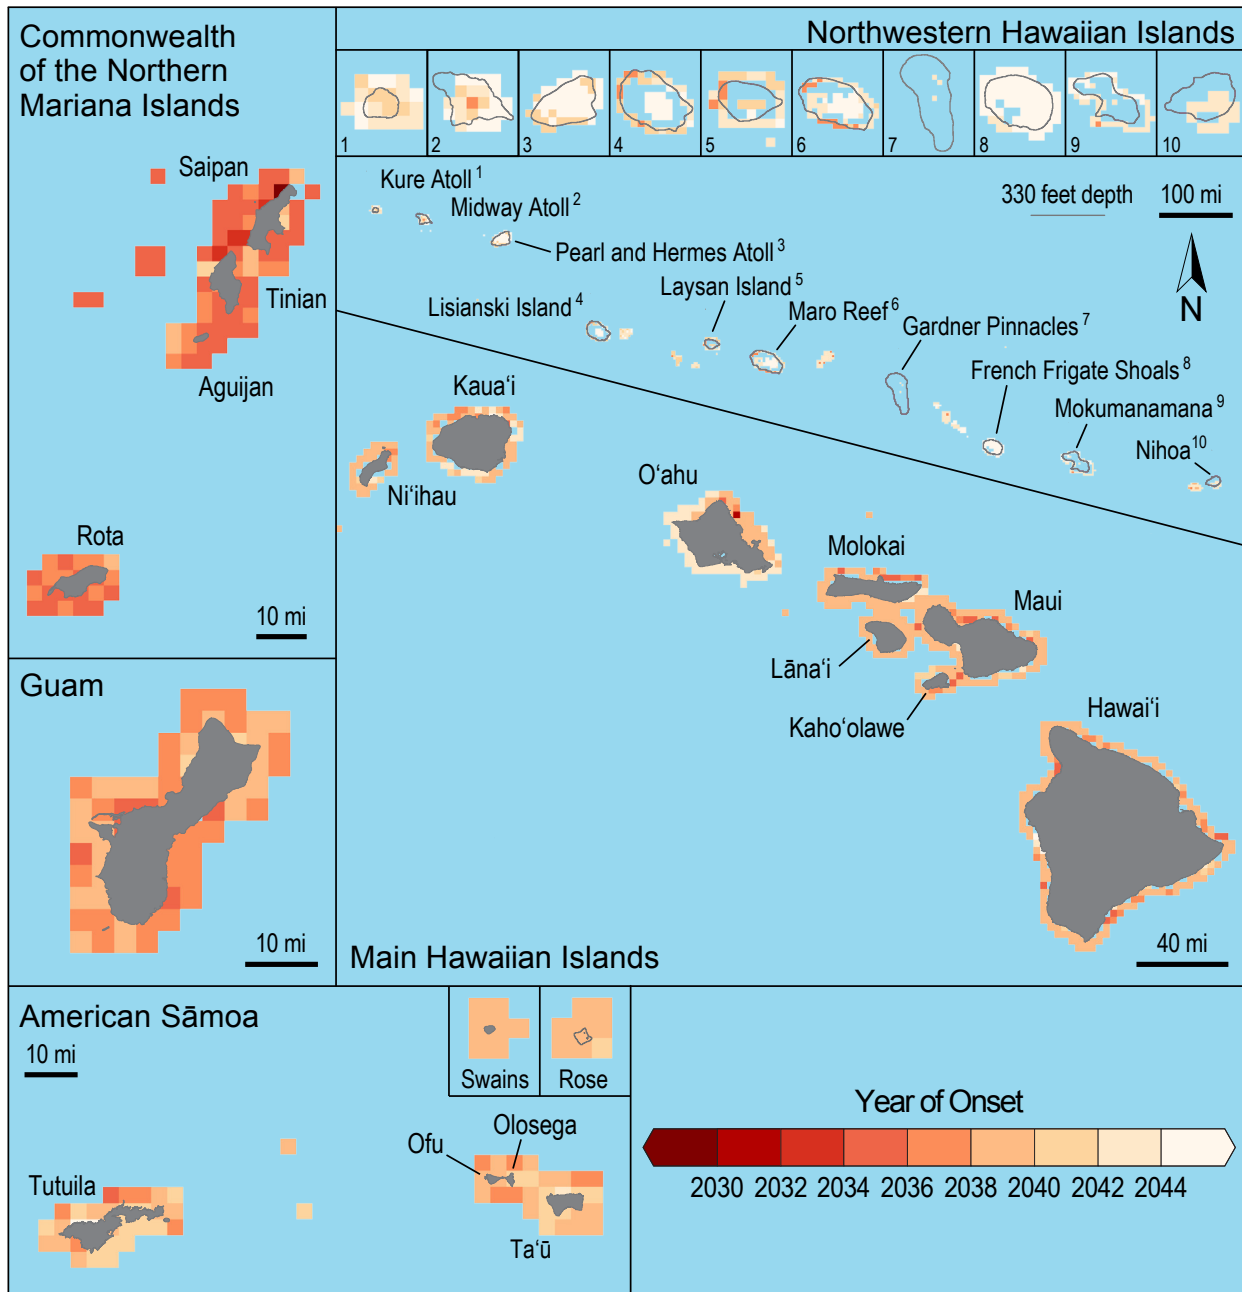 Commonwealth
of the Northern
Mariana Islands
Saipan
Tinian
Aguijan
Rota
10 mi
Northwestern Hawaiian Islands
1
2
3
4
5
6
7
8
9
10
Kure Atoll 1
Midway Atoll 2
Pearl and Hermes Atoll 3
Lisianski Island 4
Laysan Island 5
Maro Reef 6
Gardner Pinnacles 7
French Frigate Shoals 8
Mokumanamana 9
Nihoa 10
330 feet depth
100 mi
N
Kauaʻi
Niʻihau
Oʻahu
Molokai
Maui
Lānaʻi
Kahoʻolawe
Hawaiʻi
Main Hawaiian Islands
40 mi
Guam
10 mi
American Sāmoa
10 mi
Swains
Rose
Ofu
Olosega
Tutuila
Taʻū
Year of Onset
2030 2032 2034 2036 2038 2040 2042 2044